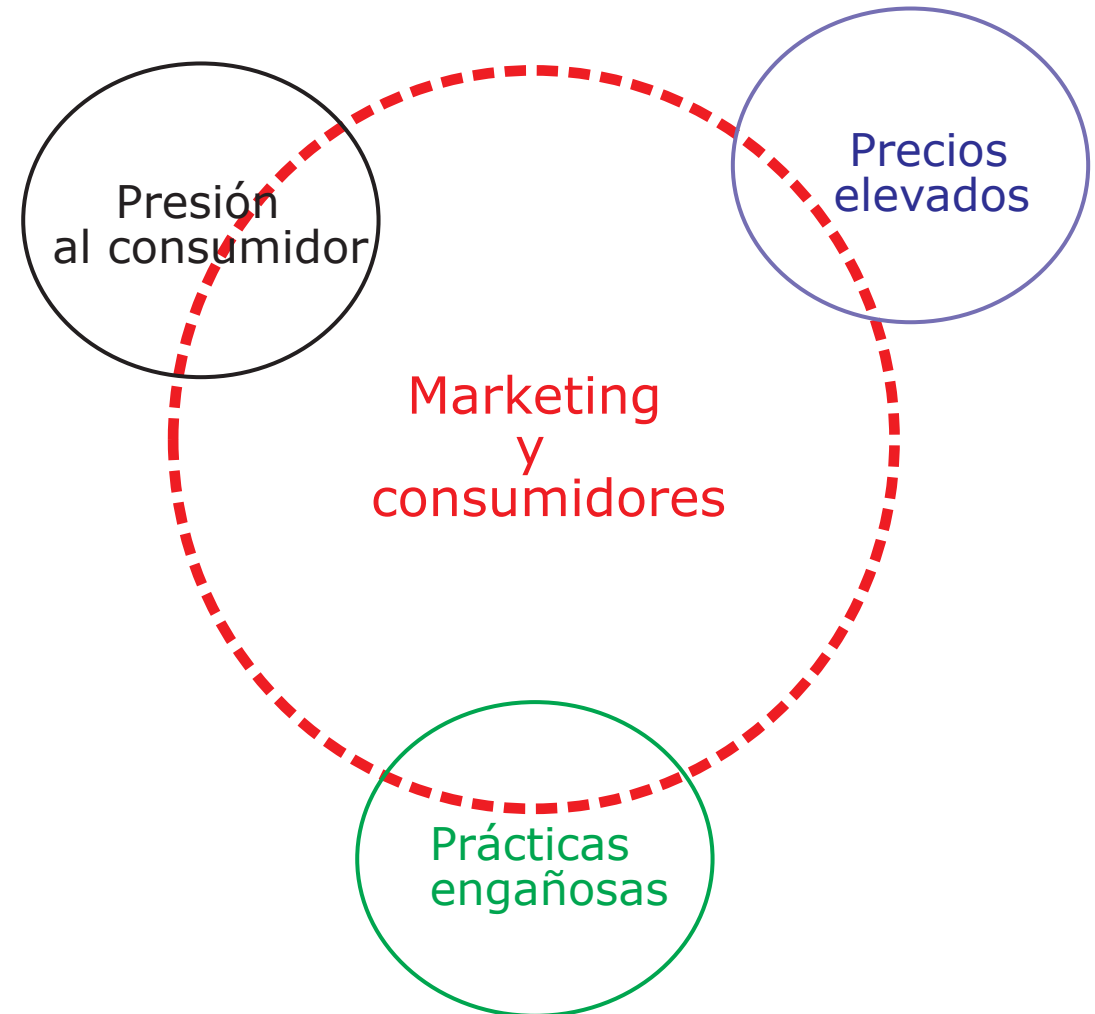 Presión
al consumidor
Precios
elevados
Marketing
y
consumidores
Prácticas
engañosas